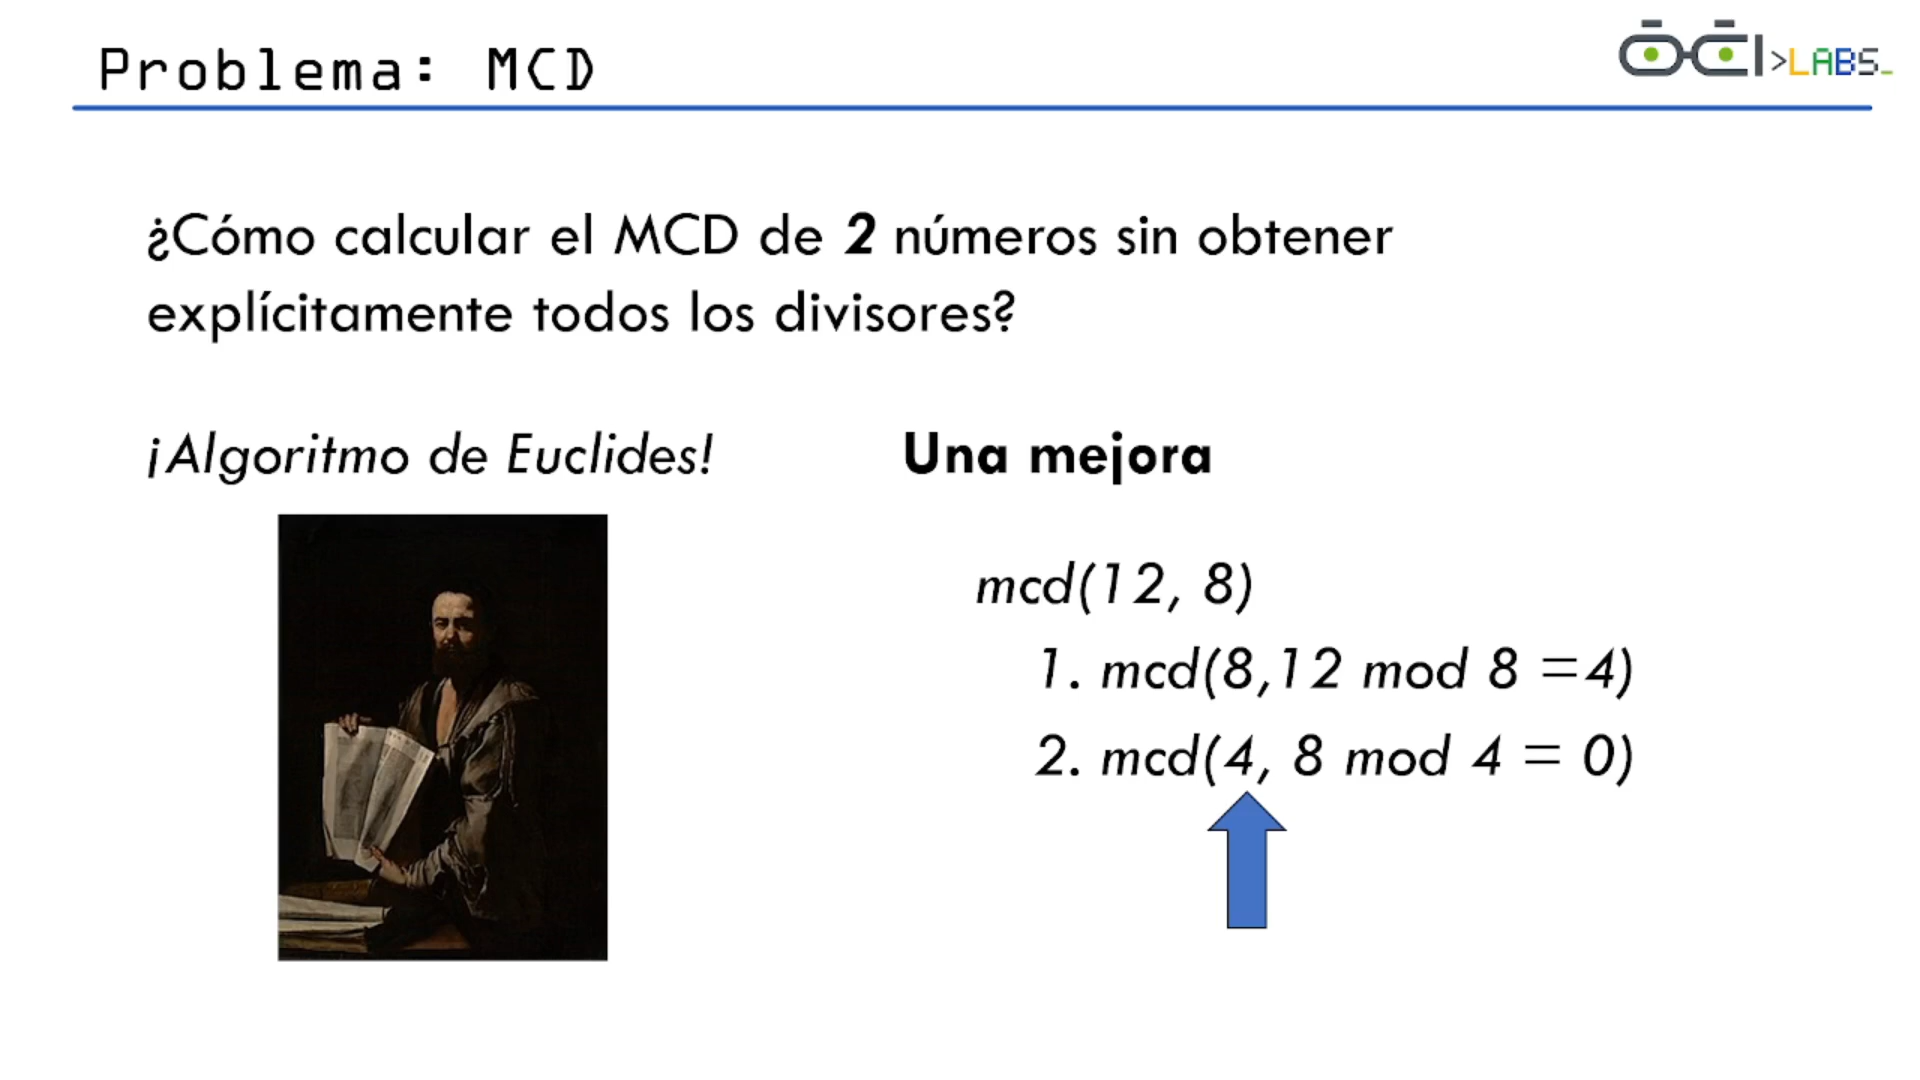 Problema: MCD
OCI>LABS_
¿Cómo calcular el MCD de 2 números sin obtener
explícitamente todos los divisores?
¡Algoritmo de Euclides!
Una mejora
mcd(12, 8)
1. mcd(8,12 mod 8 =4)
2. mcd(4, 8 mod 4 = 0)